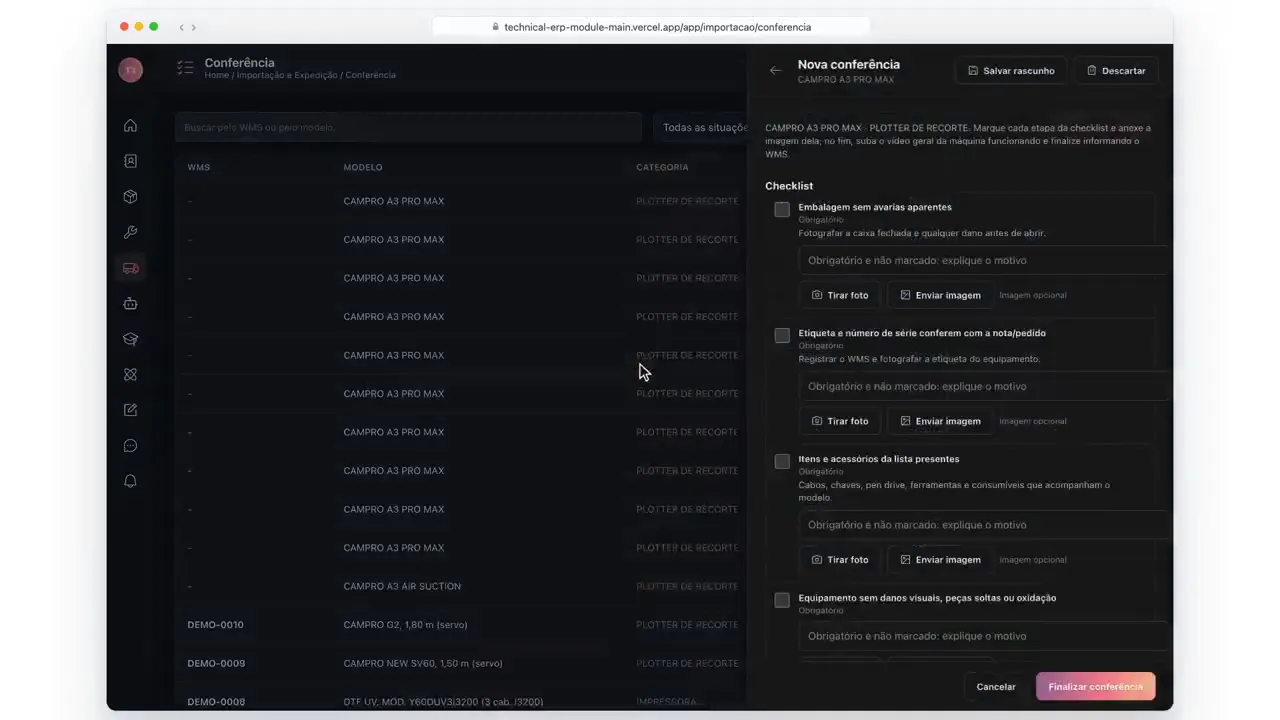 technical-erp-module-main.vercel.app/app/importacao/conferencia
Conferência
Home / Importação e Expedição / Conferência
Buscar pelo WMS ou pelo modelo.
Todas as situaçõe
WMS MODELO CATEGORIA
- CAMPRO A3 PRO MAX PLOTTER DE RECORTE
- CAMPRO A3 PRO MAX PLOTTER DE RECORTE
- CAMPRO A3 PRO MAX PLOTTER DE RECORTE
- CAMPRO A3 PRO MAX PLOTTER DE RECORTE
- CAMPRO A3 PRO MAX PLOTTER DE RECORTE
- CAMPRO A3 PRO MAX PLOTTER DE RECORTE
- CAMPRO A3 PRO MAX PLOTTER DE RECORTE
- CAMPRO A3 PRO MAX PLOTTER DE RECORTE
- CAMPRO A3 PRO MAX PLOTTER DE RECORTE
- CAMPRO A3 PRO MAX PLOTTER DE RECORTE
- CAMPRO A3 AIR SUCTION PLOTTER DE RECORTE
DEMO-0010 CAMPRO G2, 1,80 m (servo) PLOTTER DE RECORTE
DEMO-0009 CAMPRO NEW SV60, 1,50 m (servo) PLOTTER DE RECORTE
DEMO-0008 DTF UV, MOD. (3 cab. I3200) IMPRESSORA...
Nova conferência
CAMPRO A3 PRO MAX
Salvar rascunho
Descartar
CAMPRO A3 PRO MAX · PLOTTER DE RECORTE. Marque cada etapa da checklist e anexe a
imagem dela; no fim, suba o vídeo geral da máquina funcionando e finalize informando o
WMS.
Checklist
Embalagem sem avarias aparentes
Obrigatório
Fotografar a caixa fechada e qualquer dano antes de abrir.
Obrigatório e não marcado: explique o motivo
Tirar foto Enviar imagem Imagem opcional
Etiqueta e número de série conferem com a nota/pedido
Obrigatório
Registrar o WMS e fotografar a etiqueta do equipamento.
Obrigatório e não marcado: explique o motivo
Tirar foto Enviar imagem Imagem opcional
Itens e acessórios da lista presentes
Obrigatório
Cabos, chaves, pen drive, ferramentas e consumíveis que acompanham o
modelo.
Obrigatório e não marcado: explique o motivo
Tirar foto Enviar imagem Imagem opcional
Equipamento sem danos visuais, peças soltas ou oxidação
Obrigatório
Obrigatório e não marcado: explique o motivo
Cancelar
Finalizar conferência